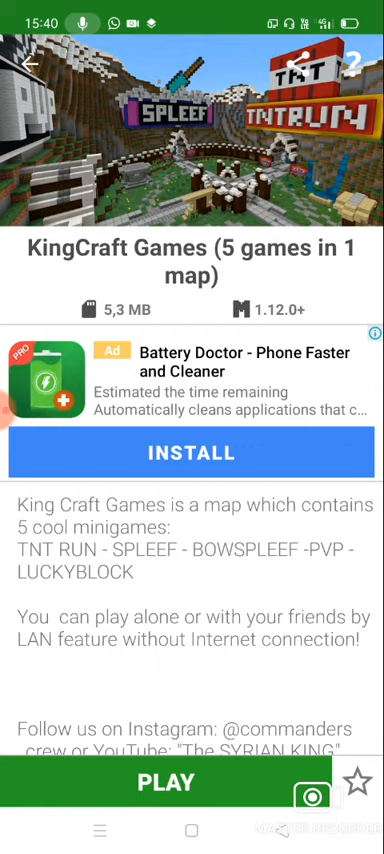 15:40
SPLEEF
TNT
TNTRUN
?
KingCraft Games (5 games in 1
map)
5,3 MB
1.12.0+
PRO
Ad
Battery Doctor - Phone Faster
and Cleaner
Estimated the time remaining
Automatically cleans applications that c...
INSTALL
King Craft Games is a map which contains
5 cool minigames:
TNT RUN - SPLEEF - BOWSPLEEF -PVP -
LUCKYBLOCK
You can play alone or with your friends by
LAN feature without Internet connection!
Follow us on Instagram: @commanders
_crew or YouTube: "The SYRIAN KING"
PLAY